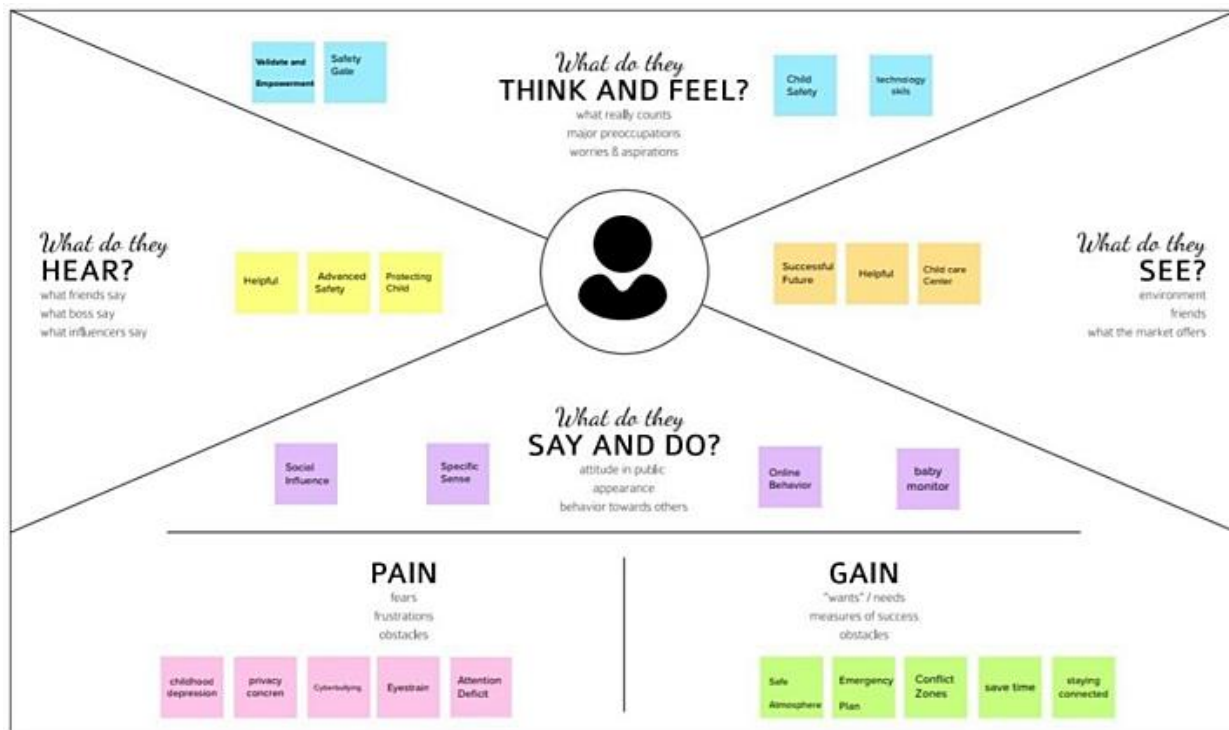 What do they
THINK AND FEEL?
what really counts
major preoccupations
worries & aspirations
Validate and
Empowerment
Safety
Gate
Child
Safety
technology
skils
What do they
HEAR?
what friends say
what boss say
what influencers say
Helpful
Advanced
Safety
Protecting
Child
Successful
Future
Helpful
Child care
Center
What do they
SEE?
environment
friends
what the market offers
What do they
SAY AND DO?
attitude in public
appearance
behavior towards others
Social
Influence
Specific
Sense
Online
Behavior
baby
monitor
PAIN
fears
frustrations
obstacles
childhood
depression
privacy
concren
Cyberbullying
Eyestrain
Attention
Deficit
GAIN
"wants" / needs
measures of success
obstacles
Safe
Atmosphere
Emergency
Plan
Conflict
Zones
save time
staying
connected